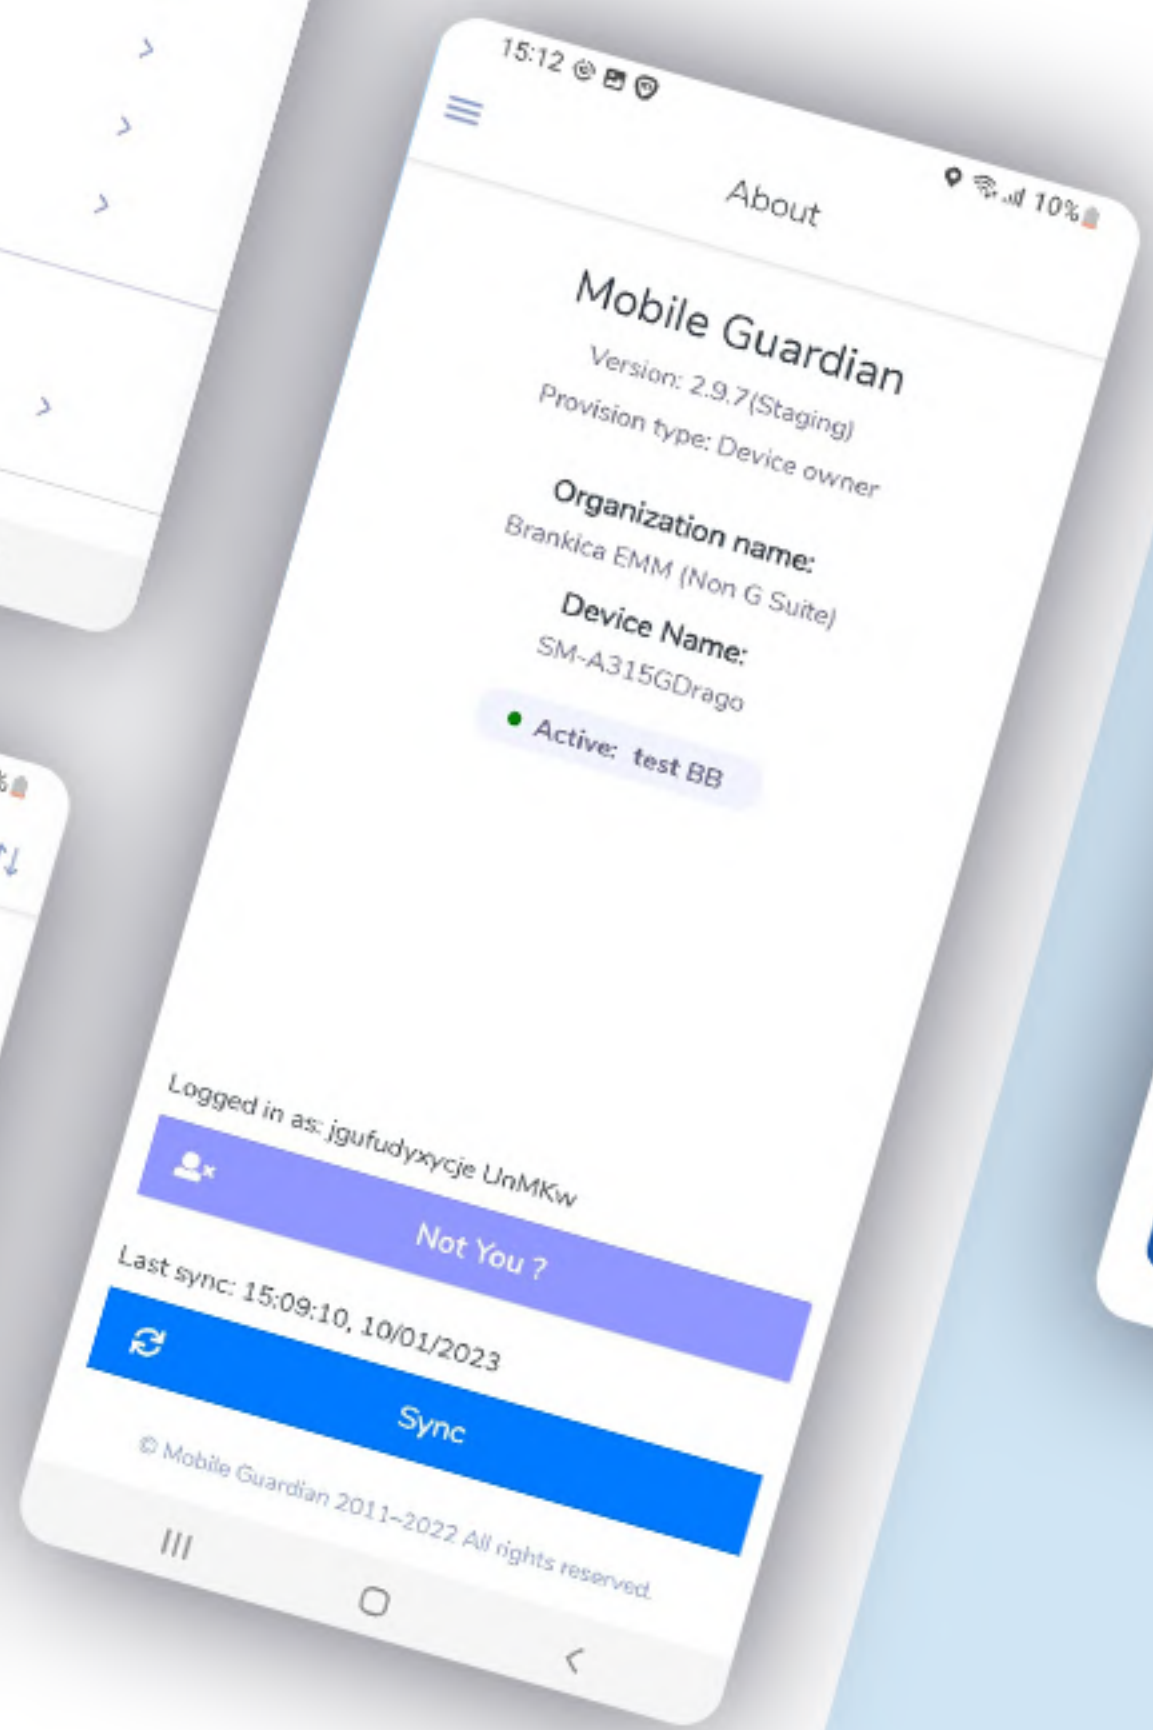 15:12
10%
About
Mobile Guardian
Version: 2.9.7(Staging)
Provision type: Device owner
Organization name:
Brankica EMM (Non G Suite)
Device Name:
SM-A315GDrago
Active: test BB
%
Logged in as: jgufudyxycje UnMKw
Not You ?
Last sync: 15:09:10, 10/01/2023
Sync
© Mobile Guardian 2011–2022 All rights reserved.